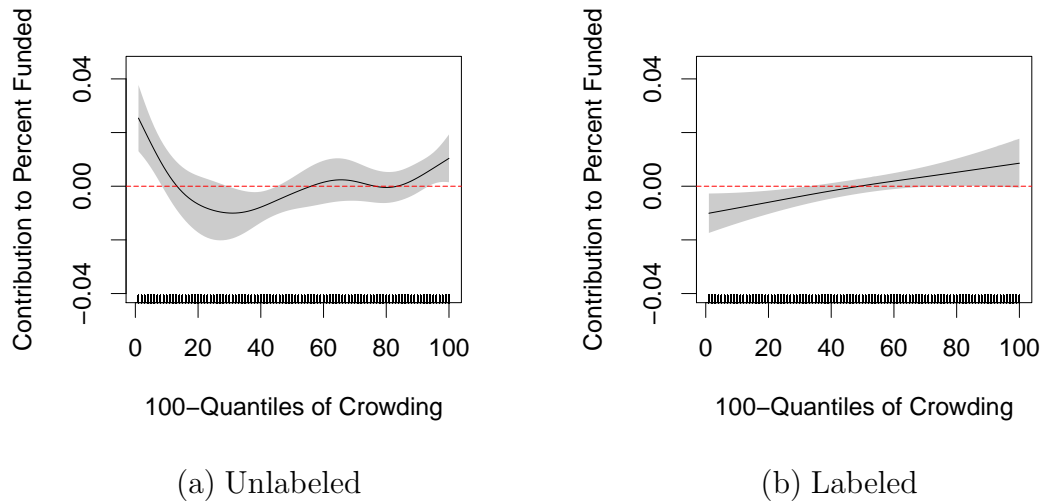 Contribution to Percent Funded
0.04
0.00
−0.04
0 20 40 60 80 100
100−Quantiles of Crowding
(a) Unlabeled
Contribution to Percent Funded
0.04
0.00
−0.04
0 20 40 60 80 100
100−Quantiles of Crowding
(b) Labeled